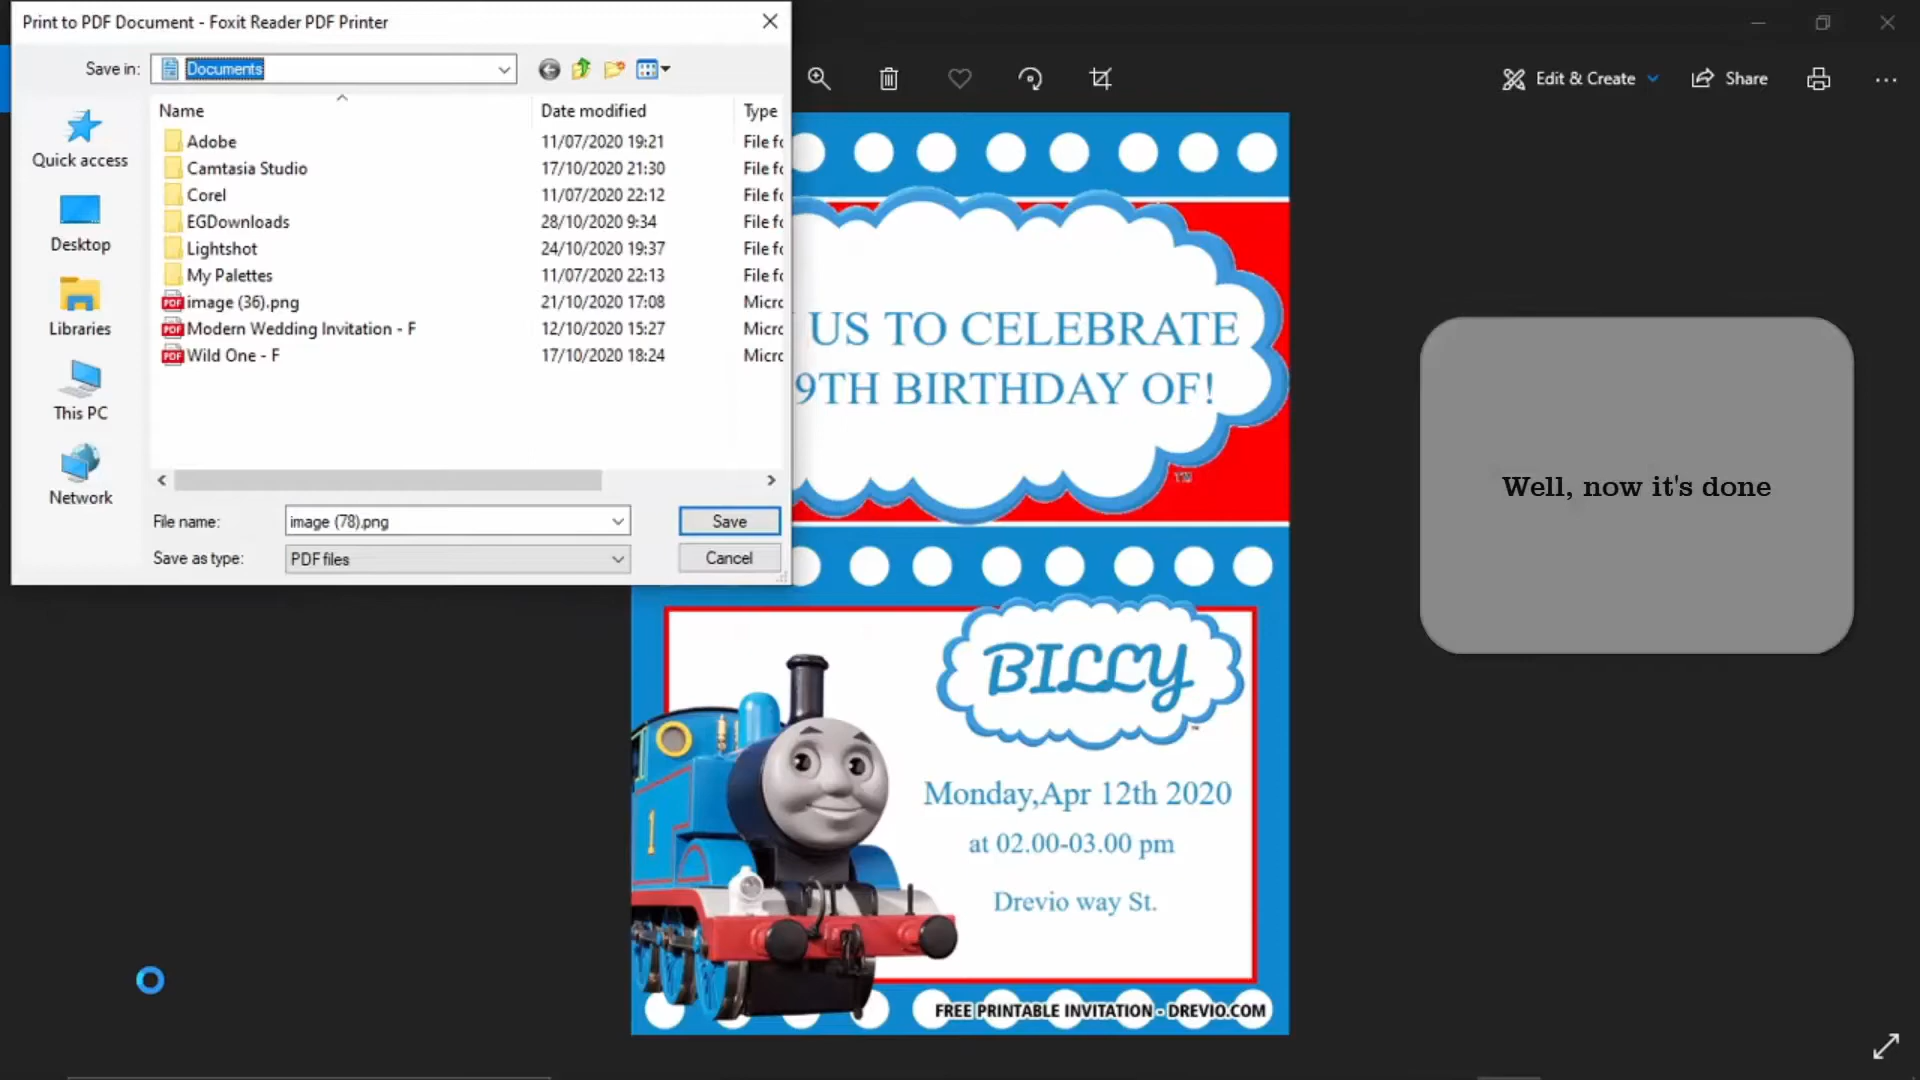 Print to PDF Document - Foxit Reader PDF Printer
Save in:
Documents
Quick access
Desktop
Libraries
This PC
Network
Name Date modified Type
Adobe 11/07/2020 19:21
Camtasia Studio 17/10/2020 21:30
Corel 11/07/2020 22:12
EGDownloads 28/10/2020 9:34
Lightshot 24/10/2020 19:37
My Palettes 11/07/2020 22:13
image (36).png 21/10/2020 17:08
Modern Wedding Invitation - F 12/10/2020 15:27
Wild One - F 17/10/2020 18:24
File name: image (78).png Save
Save as type: PDF files Cancel
Edit & Create Share
US TO CELEBRATE
9TH BIRTHDAY OF!
TM
BILLY
Monday,Apr 12th 2020
at 02.00-03.00 pm
Drevio way St.
1
FREE PRINTABLE INVITATION - DREVIO.COM
Well, now it's done